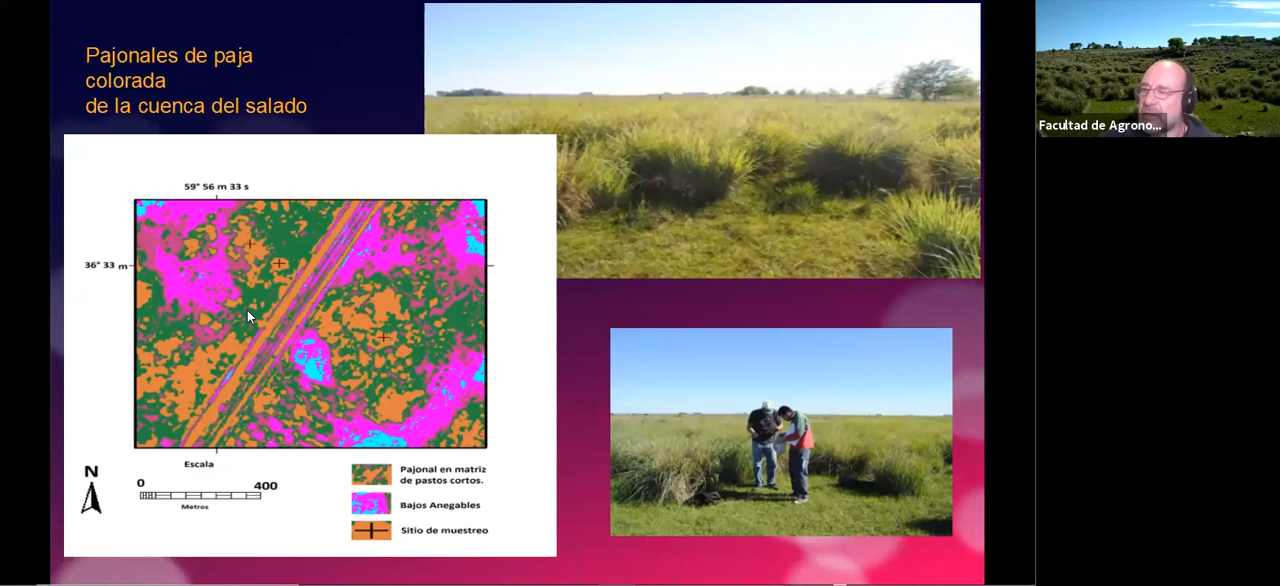 Pajonales de paja
colorada
de la cuenca del salado
59° 56 m 33 s
36° 33 m
Escala
N
0
400
Metros
Pajonal en matriz
de pastos cortos.
Bajos Anegables
Sitio de muestreo
Facultad de Agrono...